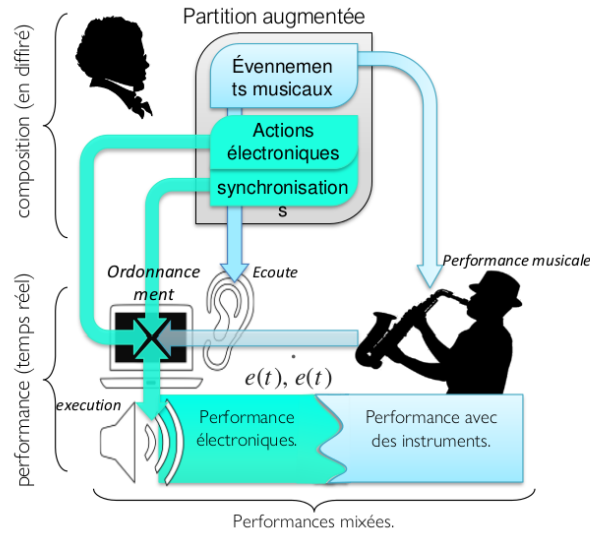 Partition augmentée
composition (en diffiré)
Évennemen
ts musicaux
Actions
électroniques
synchronisation
s
Ordonnance
ment
Ecoute
Performance musicale
performance (temps réel)
e(t), ė(t)
execution
Performance
électroniques.
Performance avec
des instruments.
Performances mixées.